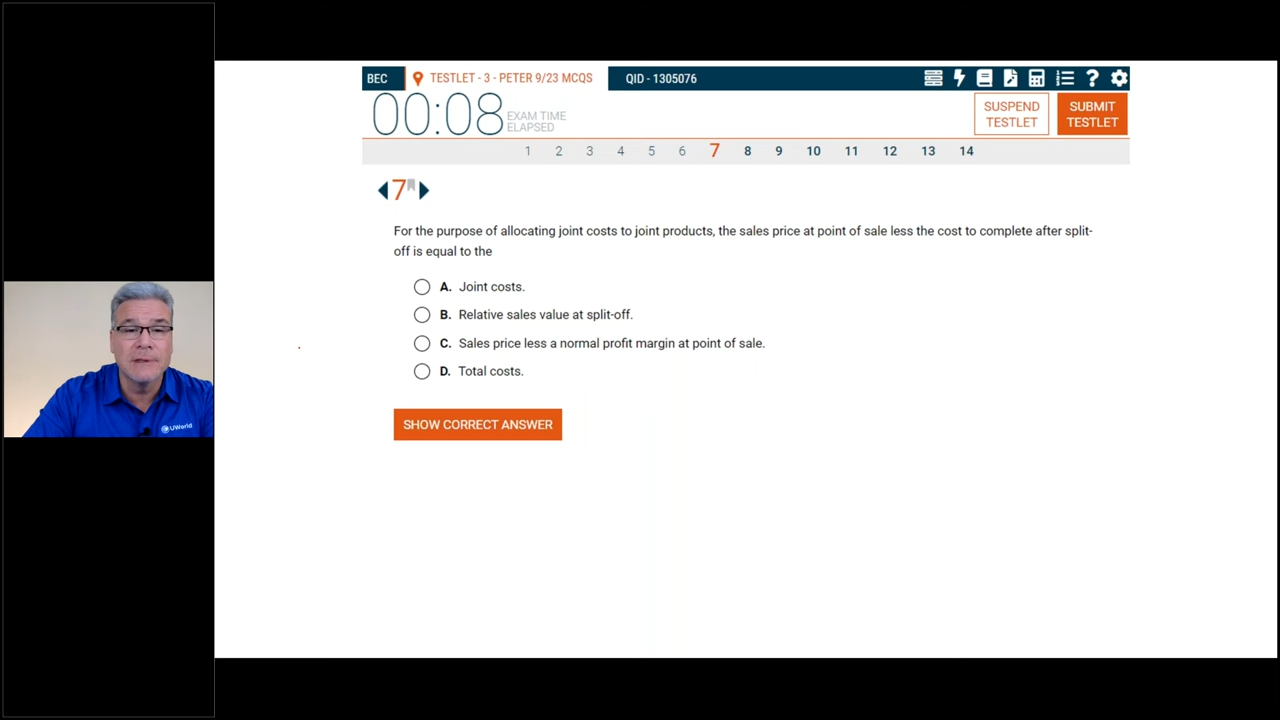 BEC
TESTLET - 3 - PETER 9/23 MCQS
QID - 1305076
00:08
EXAM TIME
ELAPSED
SUSPEND
TESTLET
SUBMIT
TESTLET
1 2 3 4 5 6 7 8 9 10 11 12 13 14
7
For the purpose of allocating joint costs to joint products, the sales price at point of sale less the cost to complete after split-
off is equal to the
A. Joint costs.
B. Relative sales value at split-off.
C. Sales price less a normal profit margin at point of sale.
D. Total costs.
SHOW CORRECT ANSWER
UWorld